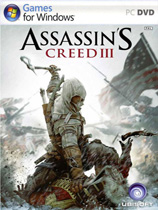 Games
for Windows
PC DVD
ASSASSIN'S
CREED III
UBISOFT